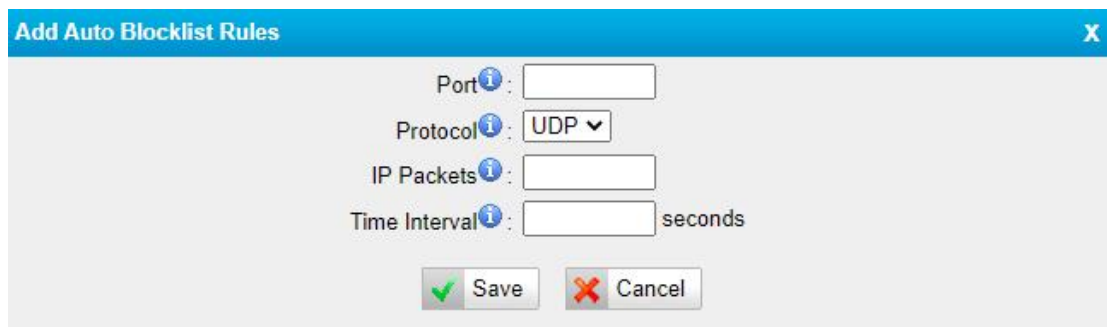 Add Auto Blocklist Rules X
Port :
Protocol : UDP
IP Packets :
Time Interval : seconds
Save Cancel